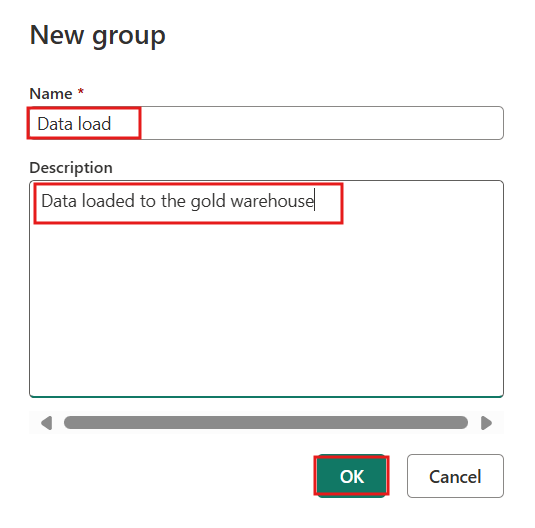 New group
Name *
Data load
Description
Data loaded to the gold warehouse
OK
Cancel